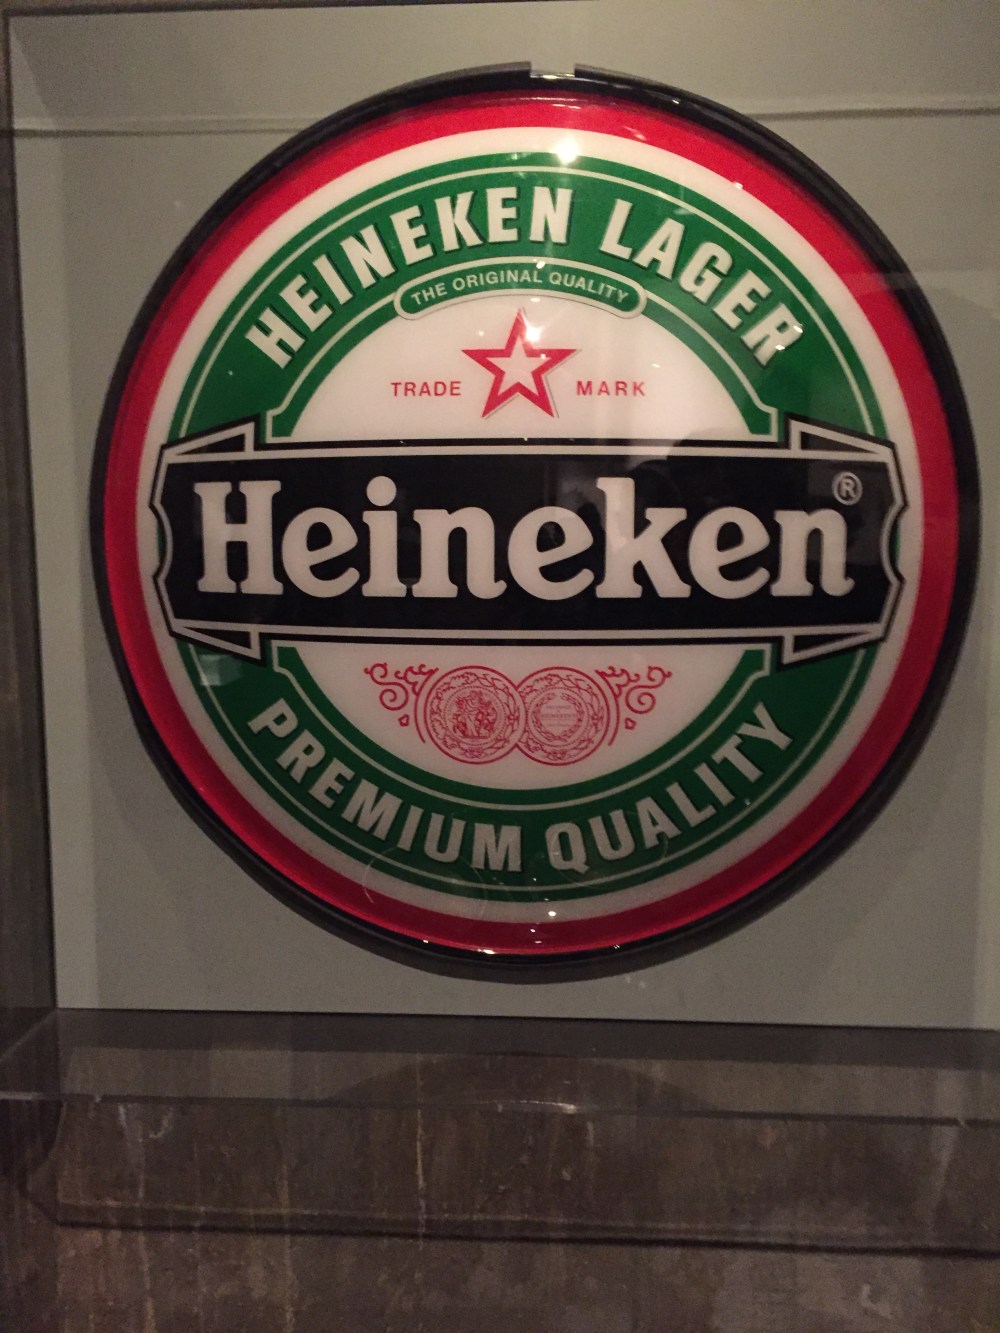 HEINEKEN LAGER
THE ORIGINAL QUALITY
TRADE MARK
Heineken®
PREMIUM QUALITY